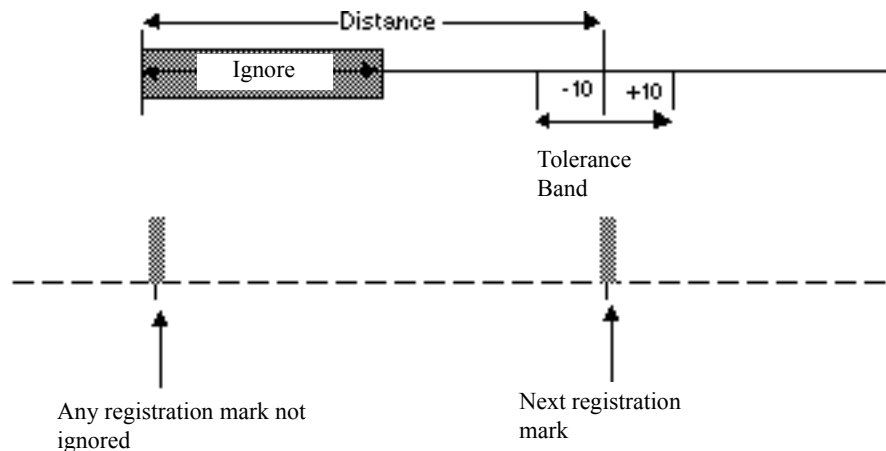 Distance
Ignore
-10
+10
Tolerance
Band
Any registration mark not
ignored
Next registration
mark